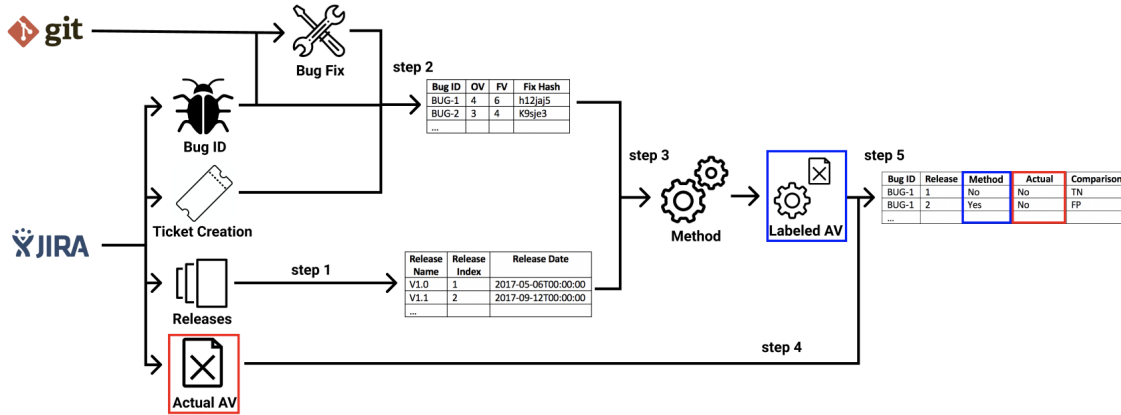 git
Bug Fix
step 2
Bug ID OV FV Fix Hash
BUG-1 4 6 h12jaj5
BUG-2 3 4 K9sje3
...
Bug ID
step 3
step 5
Bug ID Release Method Actual Comparison
BUG-1 1 No No TN
BUG-1 2 Yes No FP
...
Ticket Creation
Method
Labeled AV
JIRA
step 1
Release Name Release Index Release Date
V1.0 1 2017-05-06T00:00:00
V1.1 2 2017-09-12T00:00:00
...
Releases
step 4
Actual AV